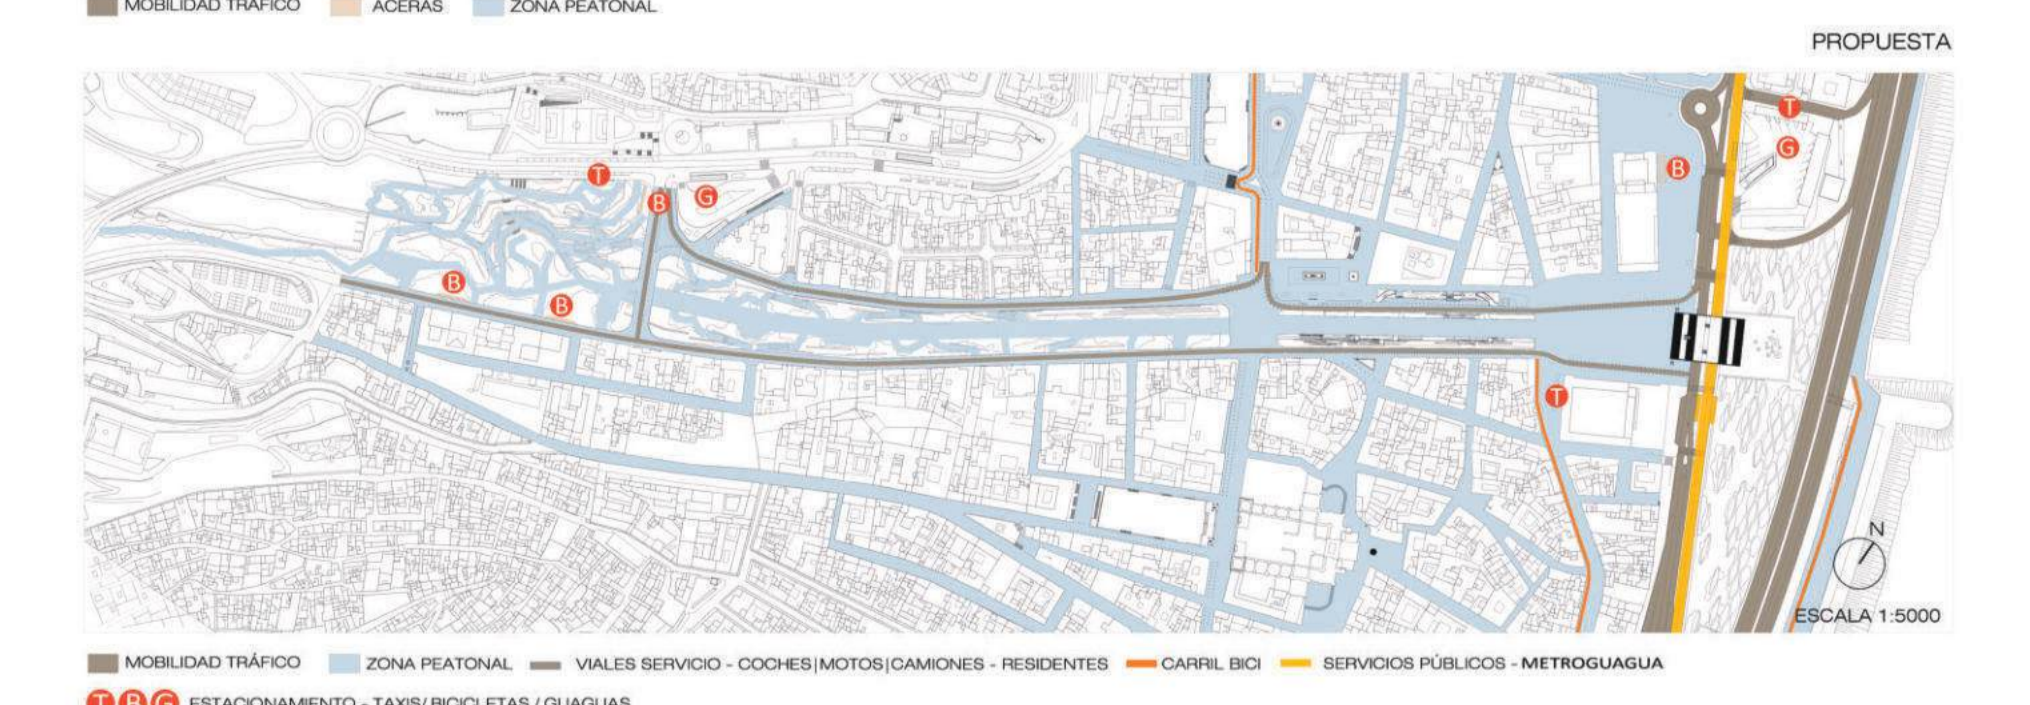 MOBILIDAD TRÁFICO ACERAS ZONA PEATONAL
PROPUESTA
T
T
G
B
B
G
B
B
T
N
ESCALA 1:5000
MOBILIDAD TRÁFICO ZONA PEATONAL VIALES SERVICIO - COCHES|MOTOS|CAMIONES - RESIDENTES CARRIL BICI SERVICIOS PÚBLICOS - METROGUAGUA
T B G ESTACIONAMIENTO - TAXIS/ BICICLETAS / GUAGUAS